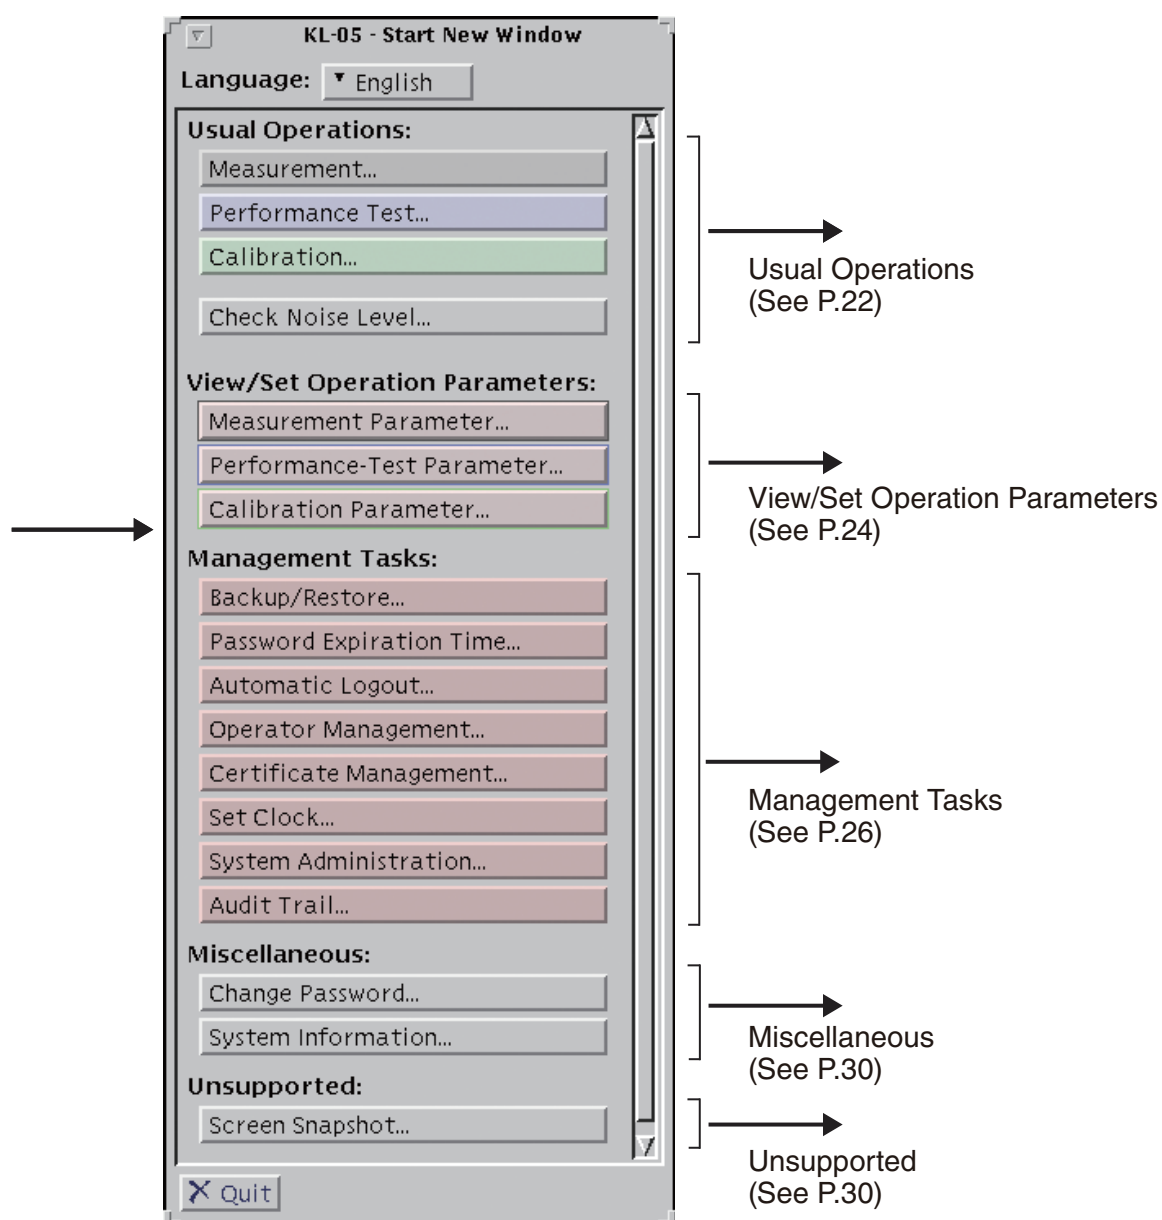 KL-05 - Start New Window
Language: English
Usual Operations:
Measurement...
Performance Test...
Calibration...
Check Noise Level...
View/Set Operation Parameters:
Measurement Parameter...
Performance-Test Parameter...
Calibration Parameter...
Management Tasks:
Backup/Restore...
Password Expiration Time...
Automatic Logout...
Operator Management...
Certificate Management...
Set Clock...
System Administration...
Audit Trail...
Miscellaneous:
Change Password...
System Information...
Unsupported:
Screen Snapshot...
Quit
Usual Operations
(See P.22)
View/Set Operation Parameters
(See P.24)
Management Tasks
(See P.26)
Miscellaneous
(See P.30)
Unsupported
(See P.30)